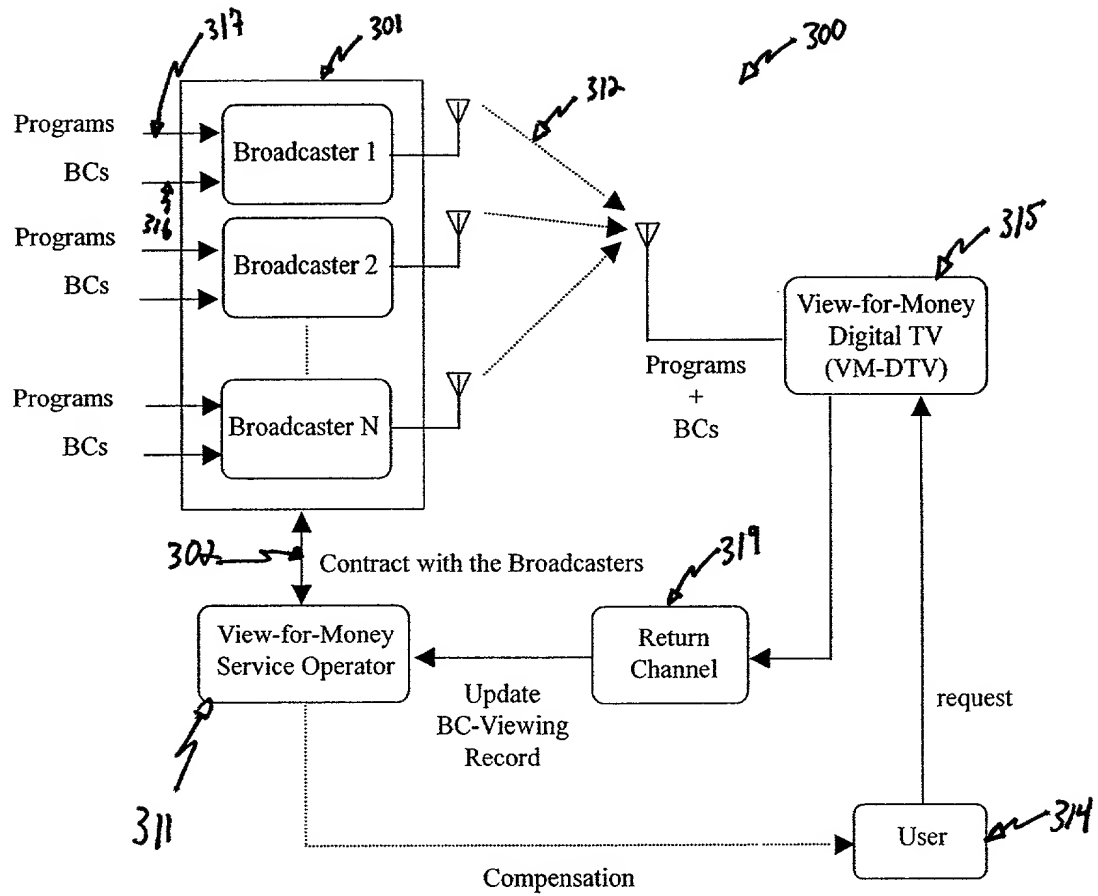 317
301
300
312
Programs
BCs
Broadcaster 1
316
Programs
BCs
Broadcaster 2
315
View-for-Money
Digital TV
(VM-DTV)
Programs
+
BCs
Programs
BCs
Broadcaster N
302
Contract with the Broadcasters
319
View-for-Money
Service Operator
Return
Channel
Update
BC-Viewing
Record
request
311
User
314
Compensation